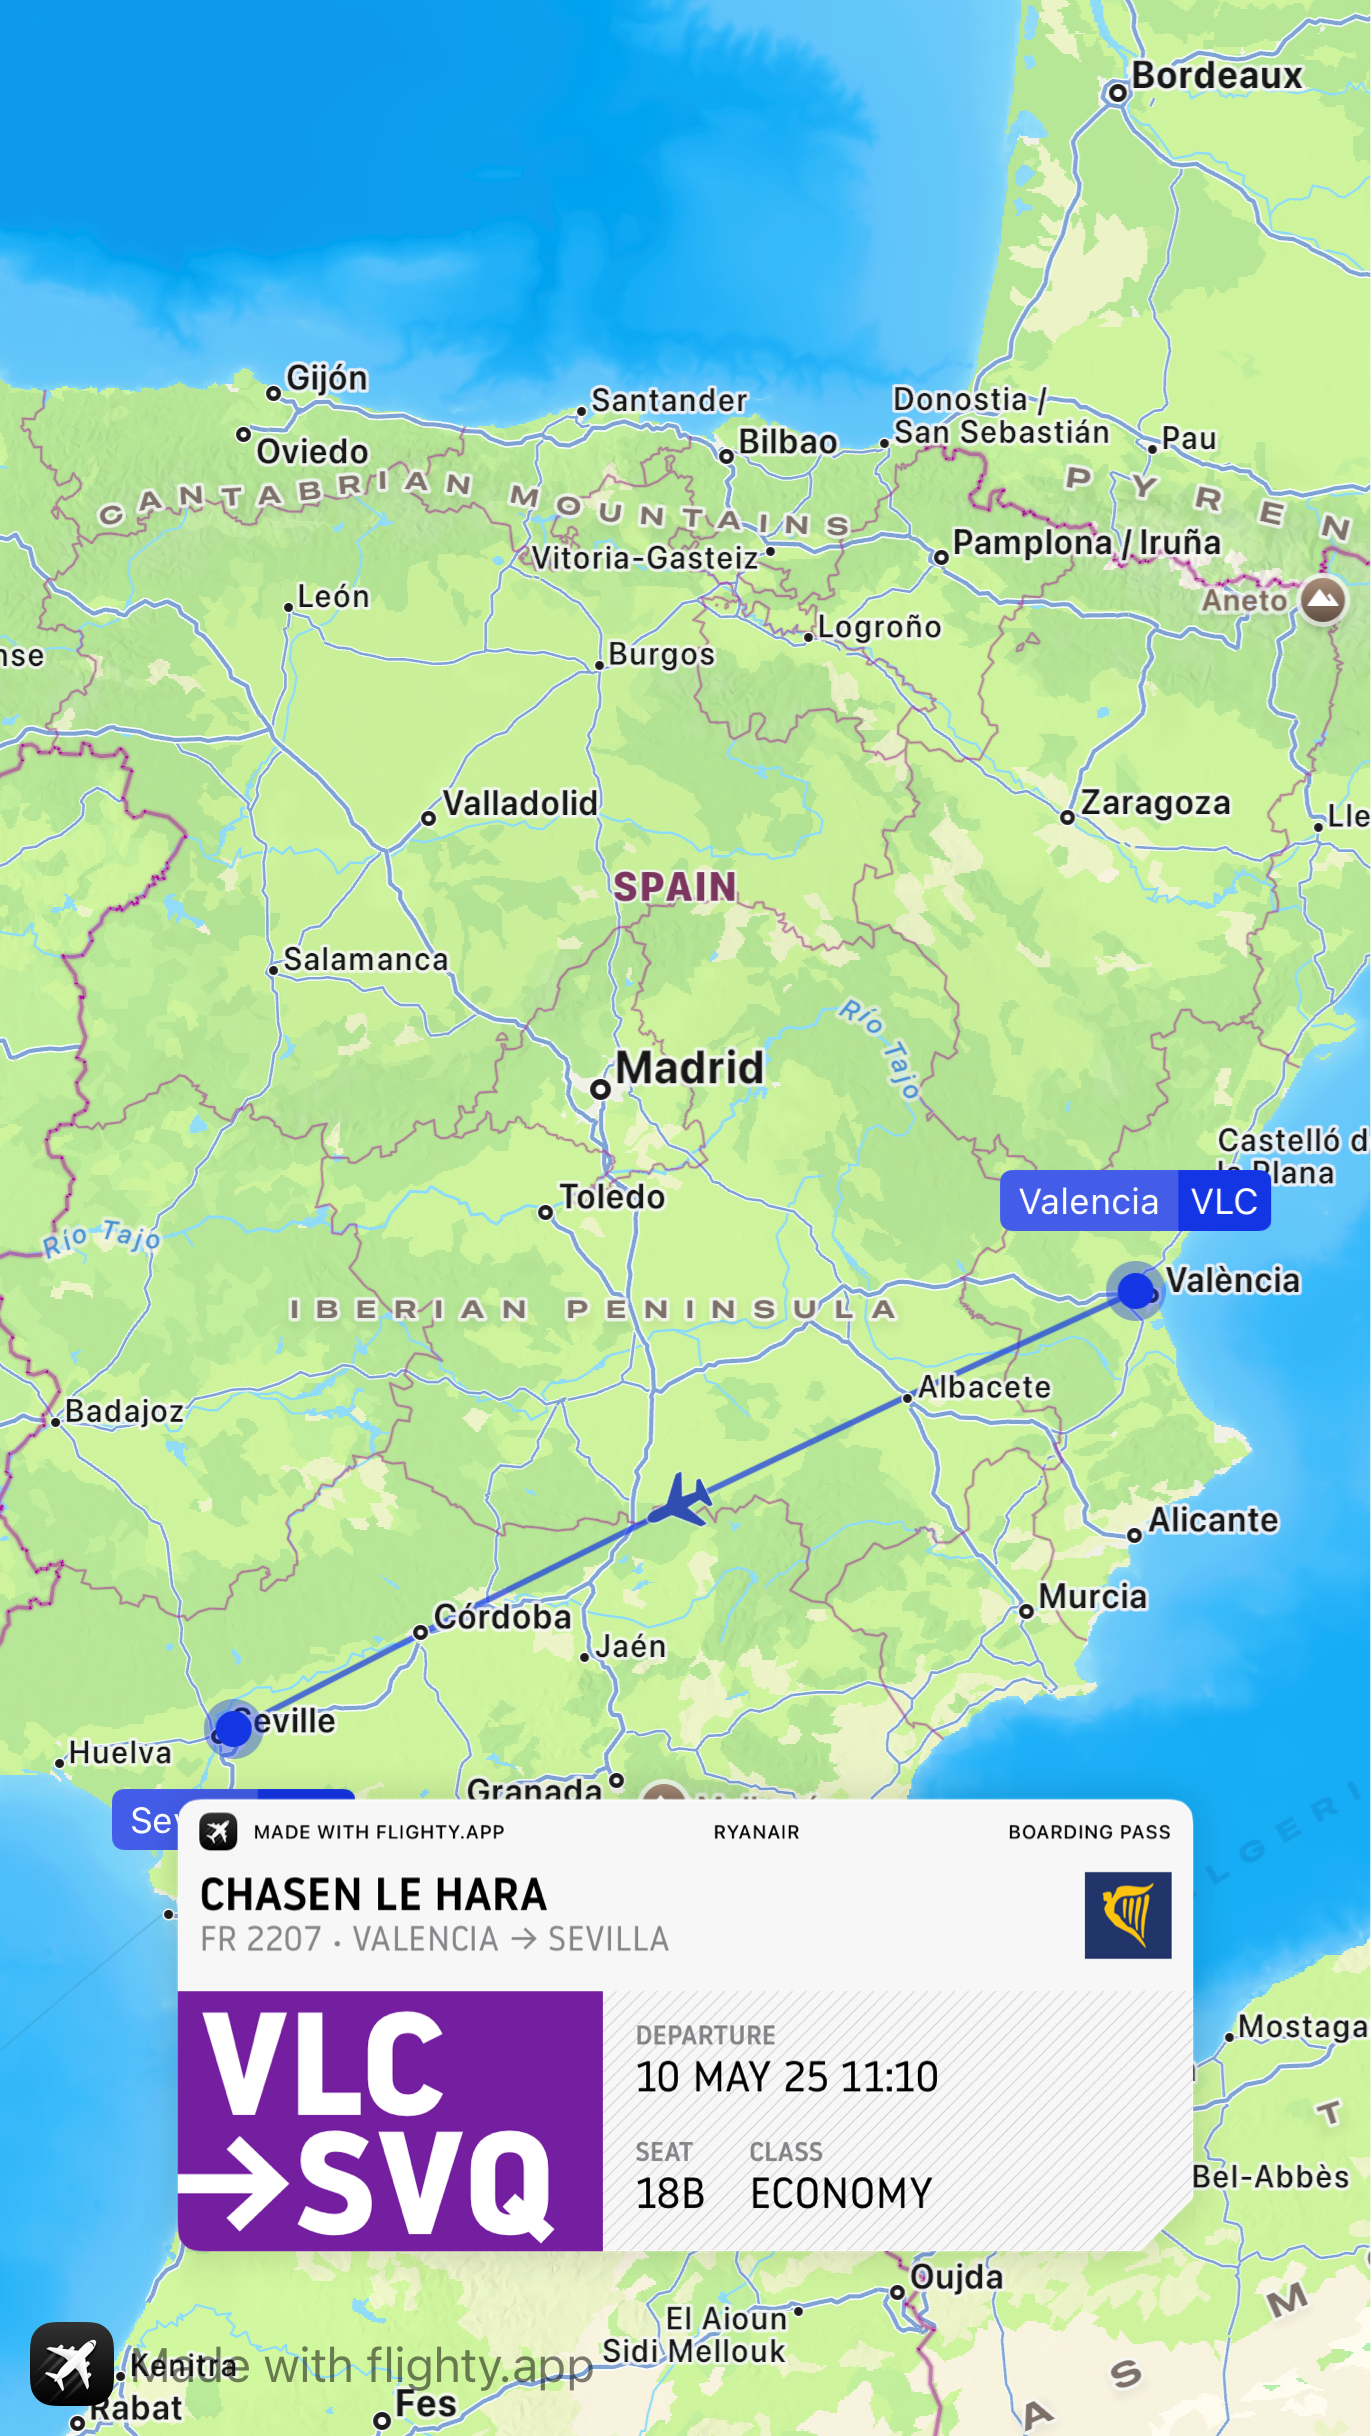 Bordeaux
Gijón
Santander
Donostia /
San Sebastián
Oviedo
Bilbao
Pau
CANTABRIAN MOUNTAINS
PYREN
Vitoria-Gasteiz
Pamplona / Iruña
Aneto
León
Logroño
nse
Burgos
Valladolid
Zaragoza
Lle
SPAIN
Salamanca
Río Tajo
Madrid
Castelló d
la Plana
Toledo
Valencia VLC
Río Tajo
València
IBERIAN PENINSULA
Albacete
Badajoz
Alicante
Murcia
Córdoba
Jaén
Seville
Huelva
Granada
Se
LGERI
MADE WITH FLIGHTY.APP RYANAIR BOARDING PASS
CHASEN LE HARA
FR 2207 · VALENCIA → SEVILLA
VLC
→SVQ
DEPARTURE
10 MAY 25 11:10
SEAT CLASS
18B ECONOMY
Mostaga
T
Bel-Abbès
Oujda
M
El Aioun
Sidi Mellouk
Kenitra
Made with flighty.app
S
Rabat
Fes
A